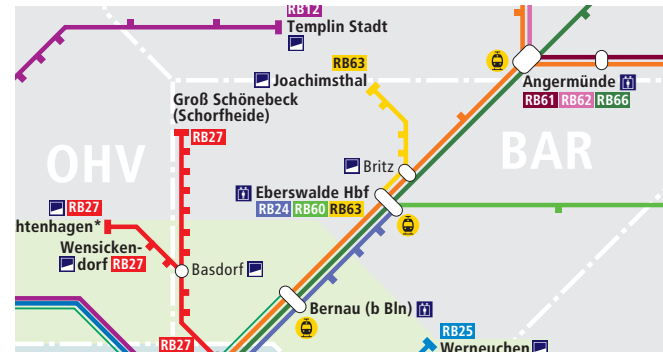 RB12
Templin Stadt
RB63
Joachimsthal
Angermünde
RB61 RB62 RB66
Groß Schönebeck
(Schorfheide)
RB27
OHV
BAR
Britz
Eberswalde Hbf
RB24 RB60 RB63
RB27
htenhagen*
Wensicken-
dorf RB27
Basdorf
Bernau (b Bln)
RB27
RB25
Werneuchen